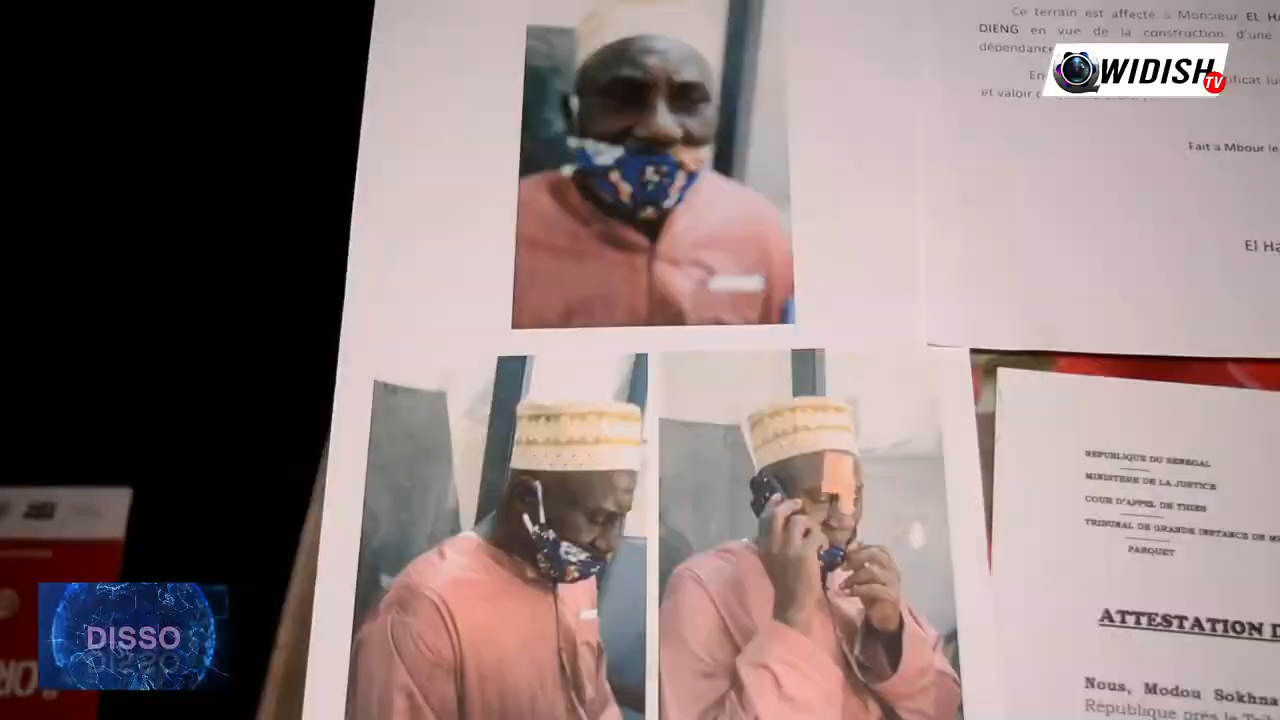 Ce terrain est affecté à Monsieur EL HA
DIENG en vue de la construction d'une
dépendance
En
rificat
et valoir
WIDISH TV
Fait à Mbour le
El Ha
REPUBLIQUE DU SENEGAL
MINISTERE DE LA JUSTICE
COUR D'APPEL DE THIES
TRIBUNAL DE GRANDE INSTANCE DE M
PARQUET
ATTESTATION D
Nous, Modou Sokhna
République près le
DISSO